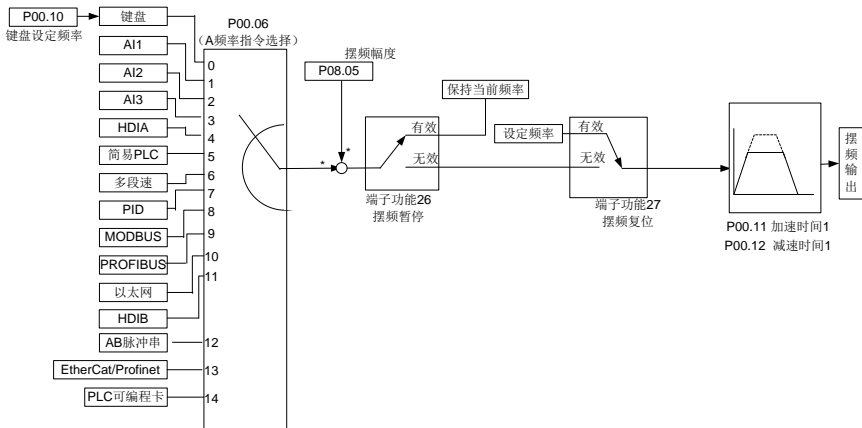 P00.10
键盘设定频率
键盘
AI1
AI2
AI3
HDIA
简易PLC
多段速
PID
MODBUS
PROFIBUS
以太网
HDIB
AB脉冲串
EtherCat/Profinet
PLC可编程卡
P00.06
(A频率指令选择)
0
1
2
3
4
5
6
7
8
9
10
11
12
13
14
摆频幅度
P08.05
*
*
保持当前频率
有效
无效
端子功能26
摆频暂停
设定频率
有效
无效
端子功能27
摆频复位
P00.11 加速时间1
P00.12 减速时间1
摆频输出